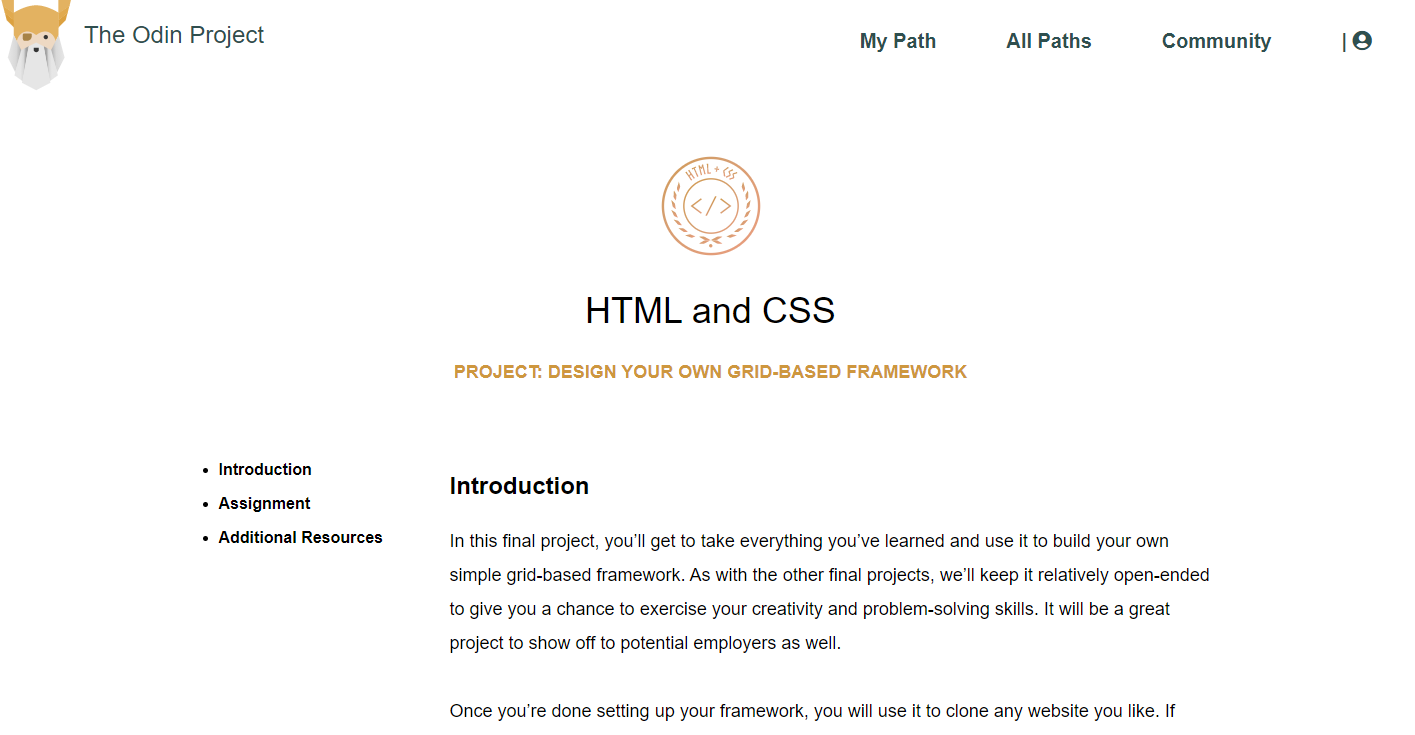 The Odin Project
My Path
All Paths
Community
|
HTML + CSS
</>
HTML and CSS
PROJECT: DESIGN YOUR OWN GRID-BASED FRAMEWORK
• Introduction
• Assignment
• Additional Resources
Introduction
In this final project, you’ll get to take everything you’ve learned and use it to build your own
simple grid-based framework. As with the other final projects, we’ll keep it relatively open-ended
to give you a chance to exercise your creativity and problem-solving skills. It will be a great
project to show off to potential employers as well.
Once you’re done setting up your framework, you will use it to clone any website you like. If